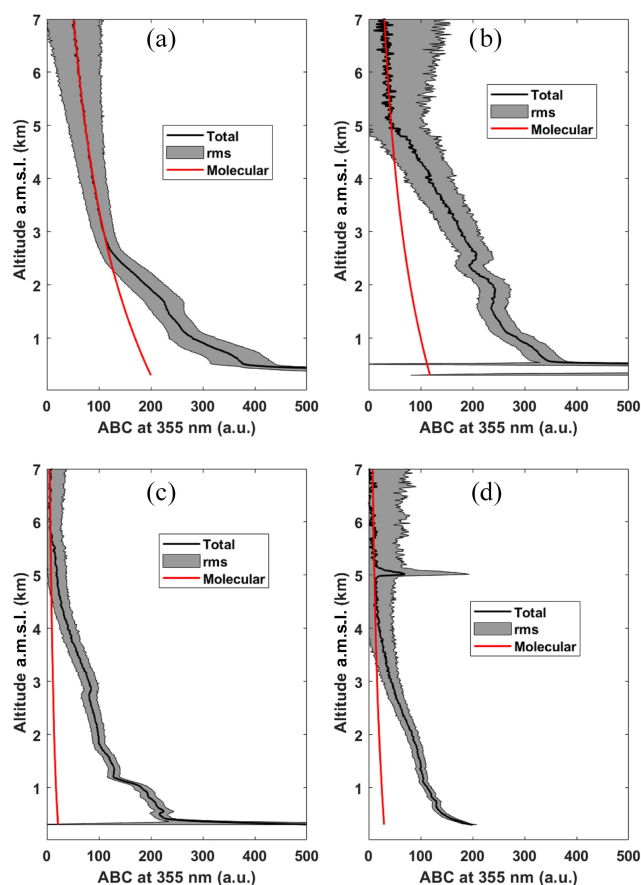 (a)
7
6
5
4
3
2
1
Altitude a.m.s.l. (km)
Total
rms
Molecular
0 100 200 300 400 500
ABC at 355 nm (a.u.)
(b)
7
6
5
4
3
2
1
Altitude a.m.s.l. (km)
Total
rms
Molecular
0 100 200 300 400 500
ABC at 355 nm (a.u.)
(c)
7
6
5
4
3
2
1
Altitude a.m.s.l. (km)
Total
rms
Molecular
0 100 200 300 400 500
ABC at 355 nm (a.u.)
(d)
7
6
5
4
3
2
1
Altitude a.m.s.l. (km)
Total
rms
Molecular
0 100 200 300 400 500
ABC at 355 nm (a.u.)